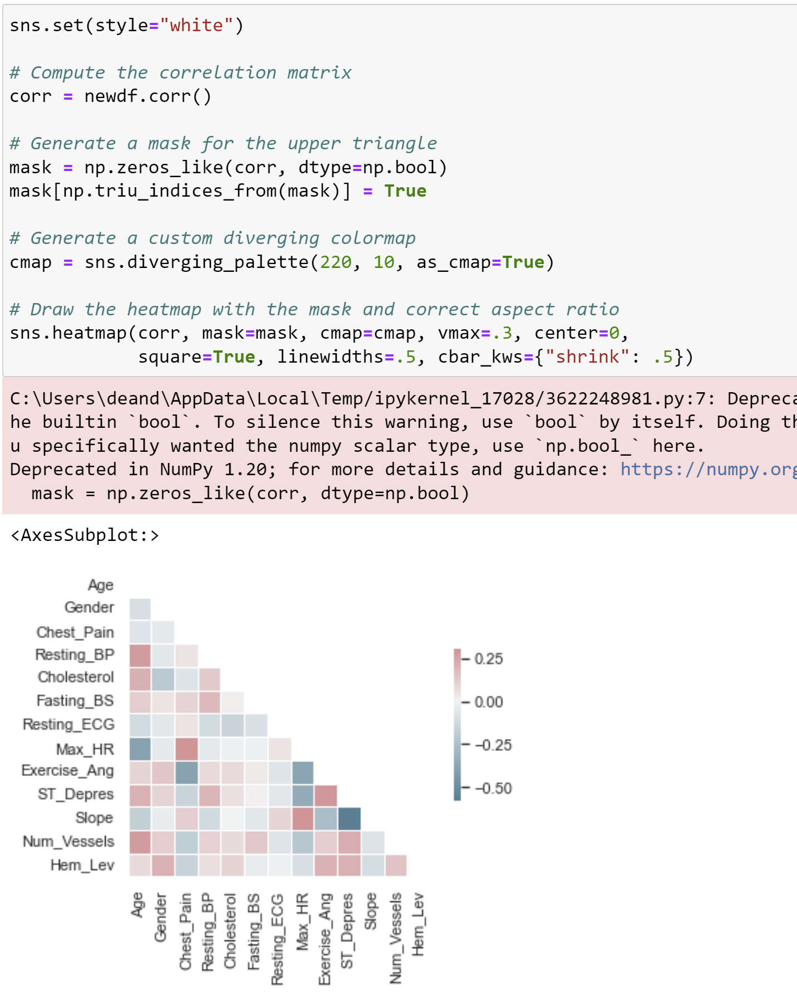 sns.set(style="white")
# Compute the correlation matrix
corr = newdf.corr()
# Generate a mask for the upper triangle
mask = np.zeros_like(corr, dtype=np.bool)
mask[np.triu_indices_from(mask)] = True
# Generate a custom diverging colormap
cmap = sns.diverging_palette(220, 10, as_cmap=True)
# Draw the heatmap with the mask and correct aspect ratio
sns.heatmap(corr, mask=mask, cmap=cmap, vmax=.3, center=0,
square=True, linewidths=.5, cbar_kws={"shrink": .5})
C:\Users\deand\AppData\Local\Temp/ipykernel_17028/3622248981.py:7: Depreca
he builtin `bool`. To silence this warning, use `bool` by itself. Doing th
u specifically wanted the numpy scalar type, use `np.bool_` here.
Deprecated in NumPy 1.20; for more details and guidance: https://numpy.org
mask = np.zeros_like(corr, dtype=np.bool)
<AxesSubplot:>
Age
Gender
Chest_Pain
Resting_BP
Cholesterol
Fasting_BS
Resting_ECG
Max_HR
Exercise_Ang
ST_Depres
Slope
Num_Vessels
Hem_Lev
0.25
0.00
−0.25
−0.50
Age
Gender
Chest_Pain
Resting_BP
Cholesterol
Fasting_BS
Resting_ECG
Max_HR
Exercise_Ang
ST_Depres
Slope
Num_Vessels
Hem_Lev